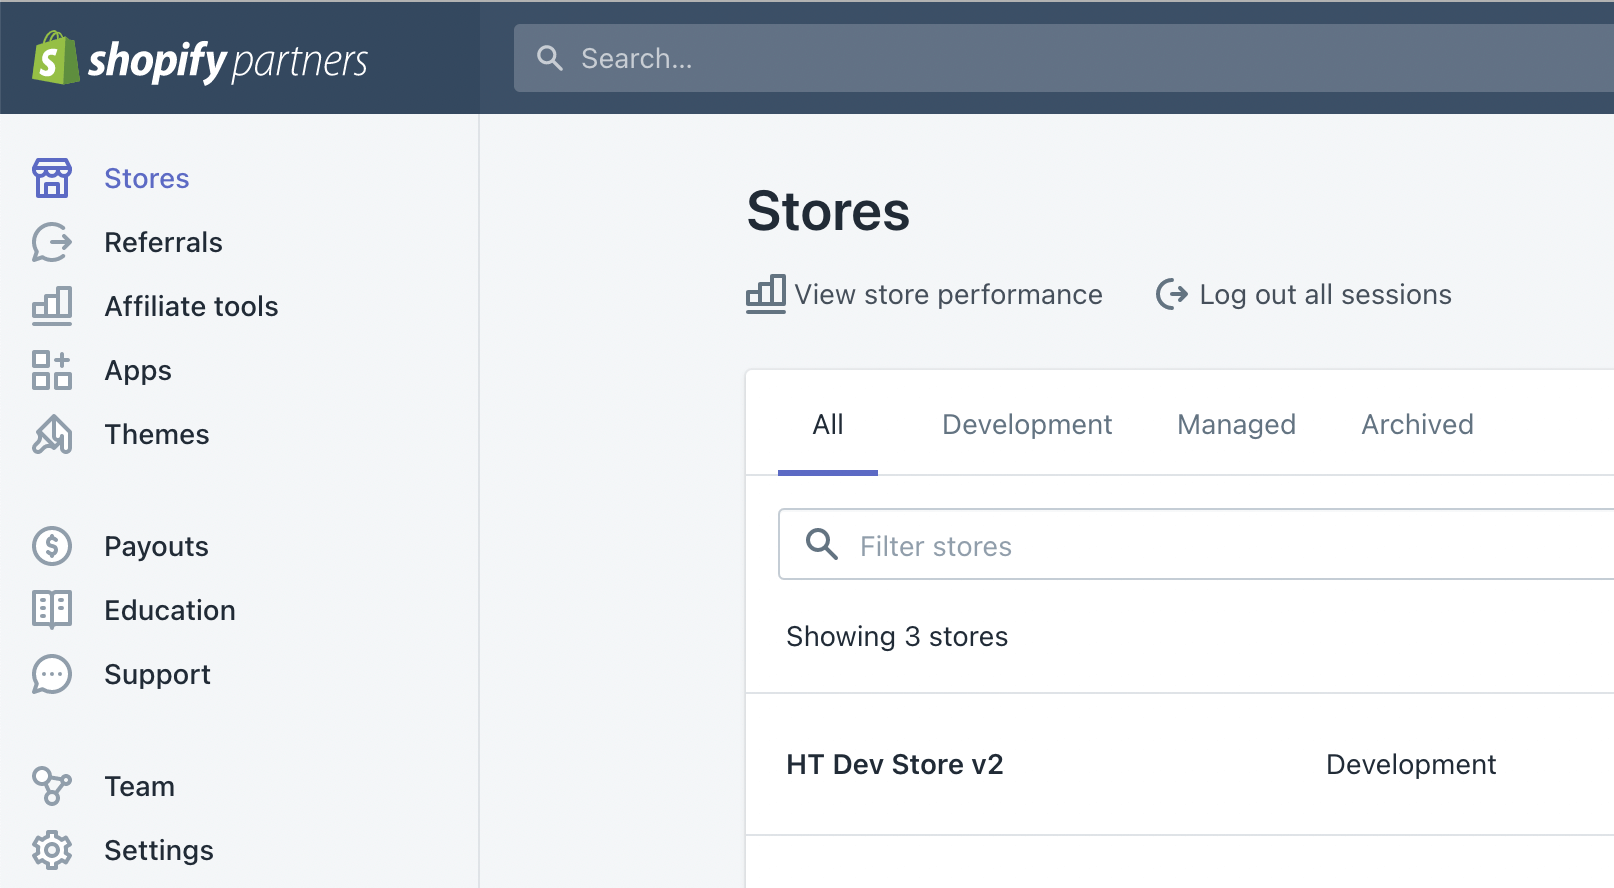 shopify partners
Search...
Stores
Referrals
Affiliate tools
Apps
Themes
Payouts
Education
Support
Team
Settings
Stores
View store performance
Log out all sessions
All
Development
Managed
Archived
Filter stores
Showing 3 stores
HT Dev Store v2
Development